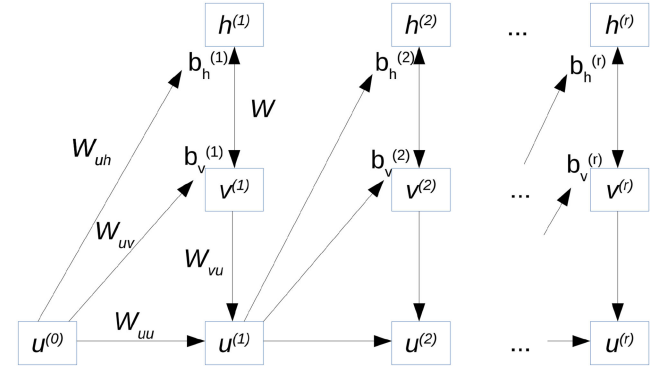 h(1) h(2) ... h(r)
bh(1) bh(2) bh(r)
W
Wuh
bv(1) bv(2) bv(r)
v(1) v(2) ... v(r)
Wuv
Wvu
Wuu
u(0) u(1) u(2) ... u(r)